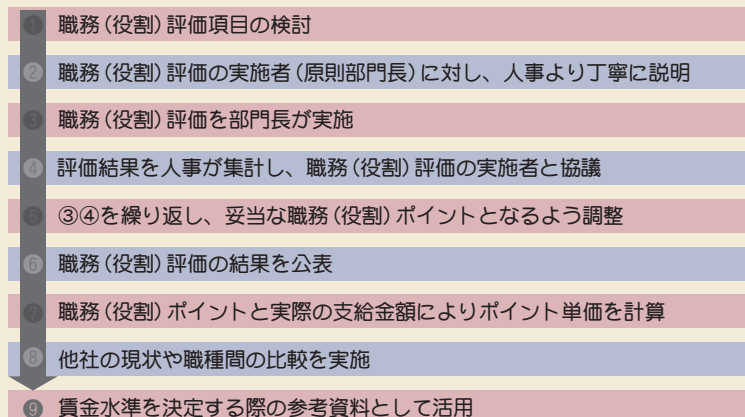 ❶ 職務(役割)評価項目の検討
② 職務(役割)評価の実施者(原則部門長)に対し、人事より丁寧に説明
❸ 職務(役割)評価を部門長が実施
④ 評価結果を人事が集計し、職務(役割)評価の実施者と協議
❺ ③④を繰り返し、妥当な職務(役割)ポイントとなるよう調整
⑥ 職務(役割)評価の結果を公表
❼ 職務(役割)ポイントと実際の支給金額によりポイント単価を計算
⑧ 他社の現状や職種間の比較を実施
❾ 賃金水準を決定する際の参考資料として活用